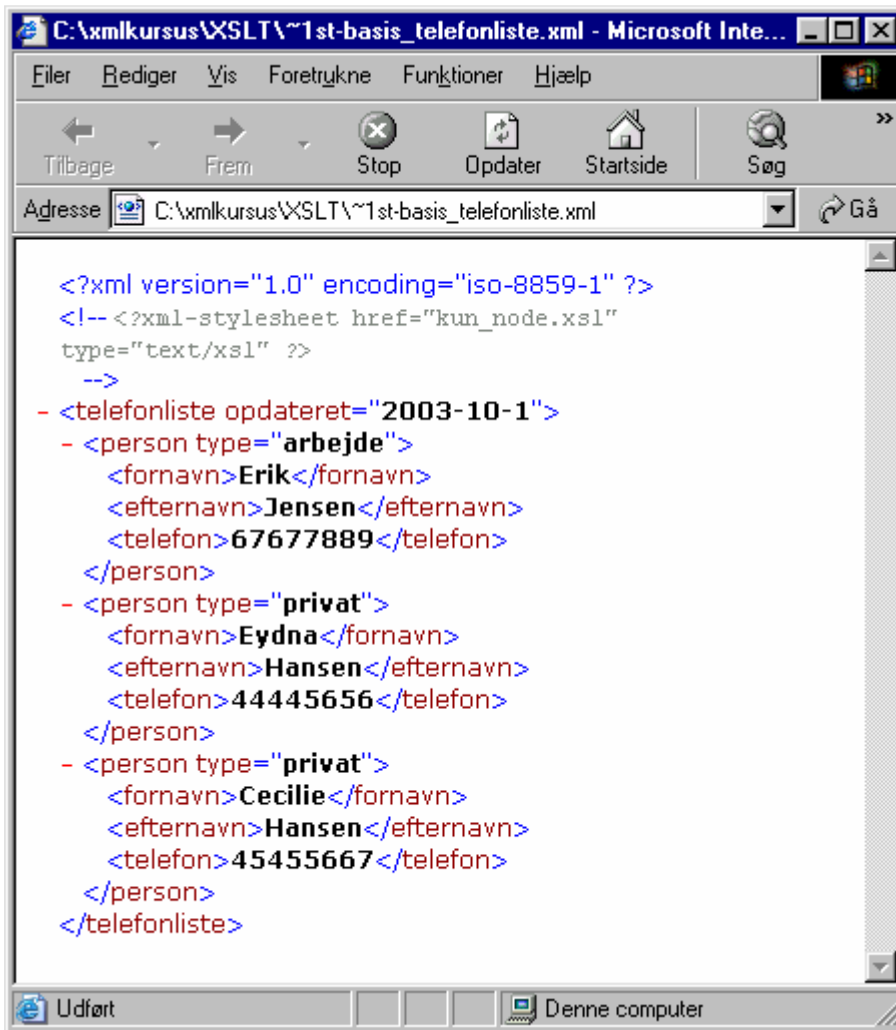 C:\xmlkursus\XSLT\~1st-basis_telefonliste.xml - Microsoft Inte...
Filer Rediger Vis Foretrukne Funktioner Hjælp
Tilbage Frem Stop Opdater Startside Søg »
Adresse C:\xmlkursus\XSLT\~1st-basis_telefonliste.xml Gå
<?xml version="1.0" encoding="iso-8859-1" ?>
<!-- <?xml-stylesheet href="kun_node.xsl"
type="text/xsl" ?>
-->
- <telefonliste opdateret="2003-10-1">
- <person type="arbejde">
<fornavn>Erik</fornavn>
<efternavn>Jensen</efternavn>
<telefon>67677889</telefon>
</person>
- <person type="privat">
<fornavn>Eydna</fornavn>
<efternavn>Hansen</efternavn>
<telefon>44445656</telefon>
</person>
- <person type="privat">
<fornavn>Cecilie</fornavn>
<efternavn>Hansen</efternavn>
<telefon>45455667</telefon>
</person>
</telefonliste>
Udført Denne computer